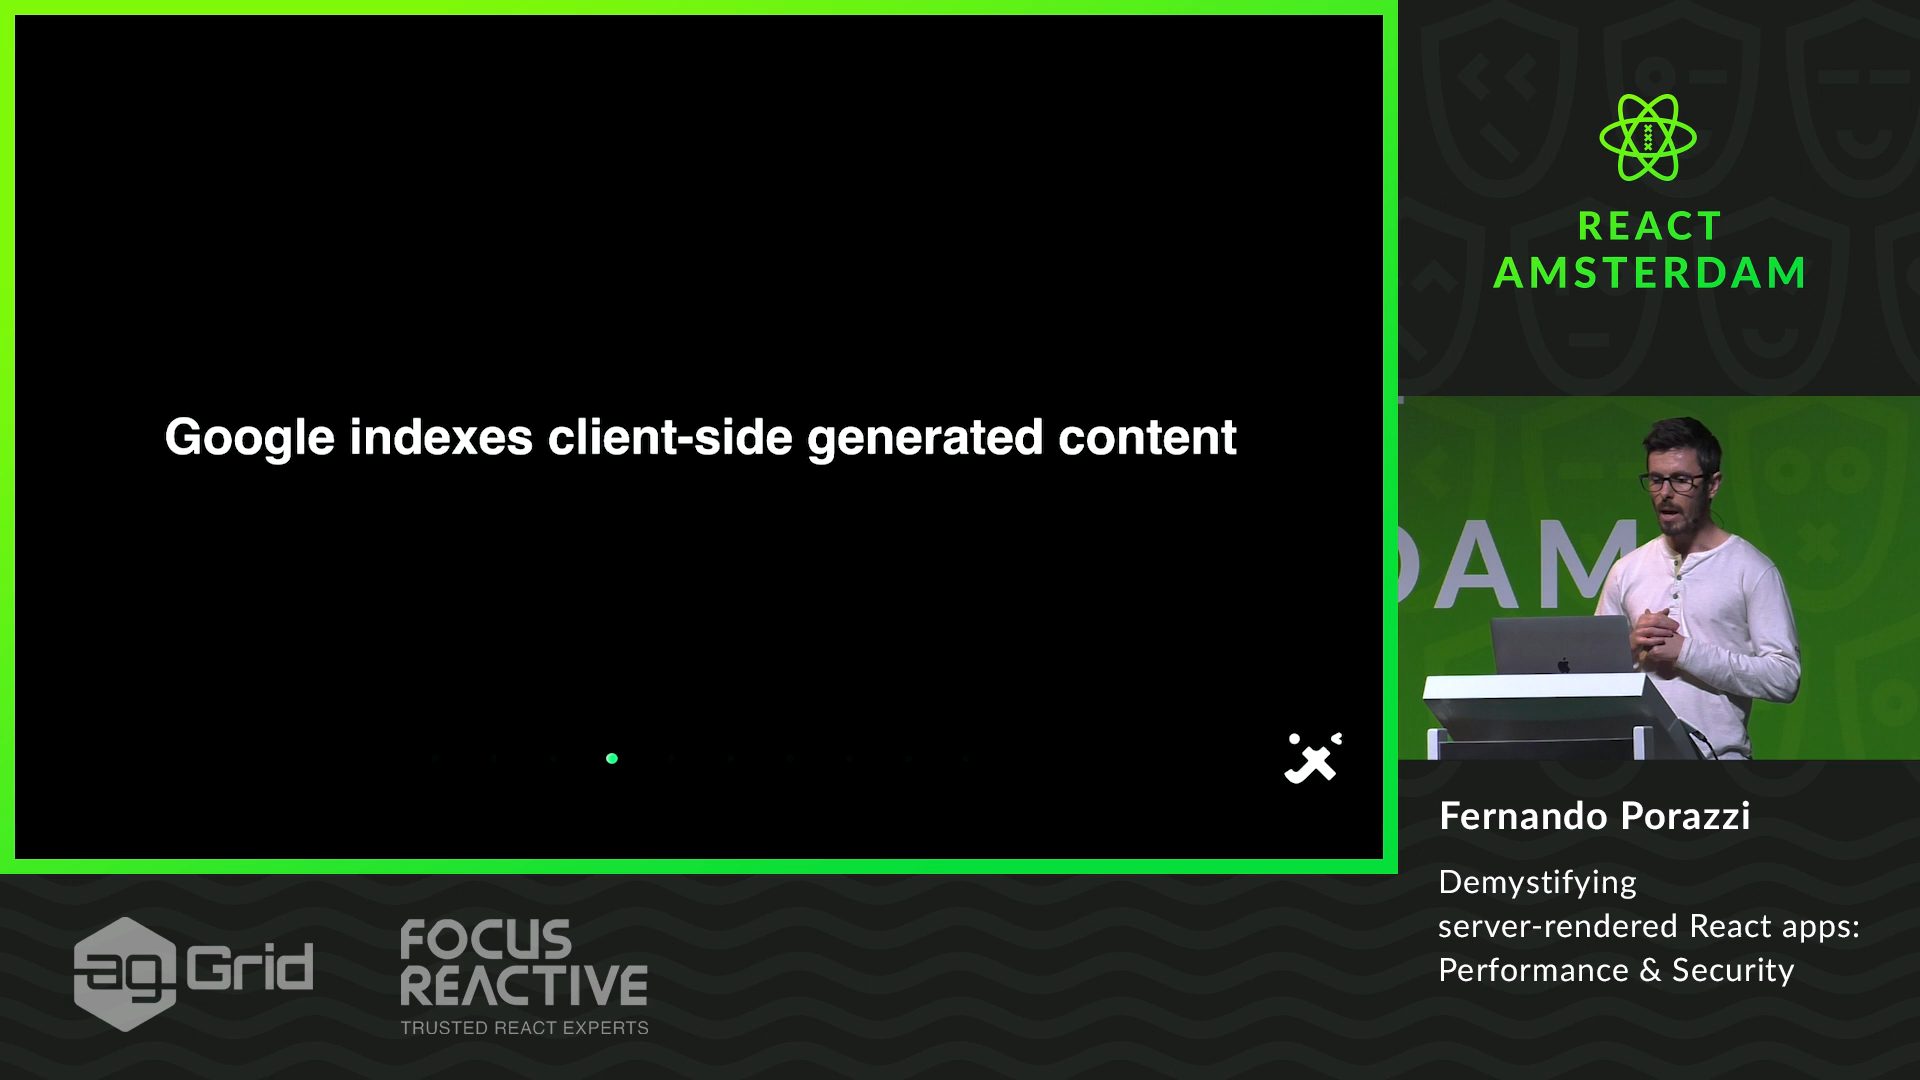 Google indexes client-side generated content
REACT
AMSTERDAM
DAM
Fernando Porazzi
Demystifying
server-rendered React apps:
Performance & Security
ag Grid
FOCUS
REACTIVE
TRUSTED REACT EXPERTS